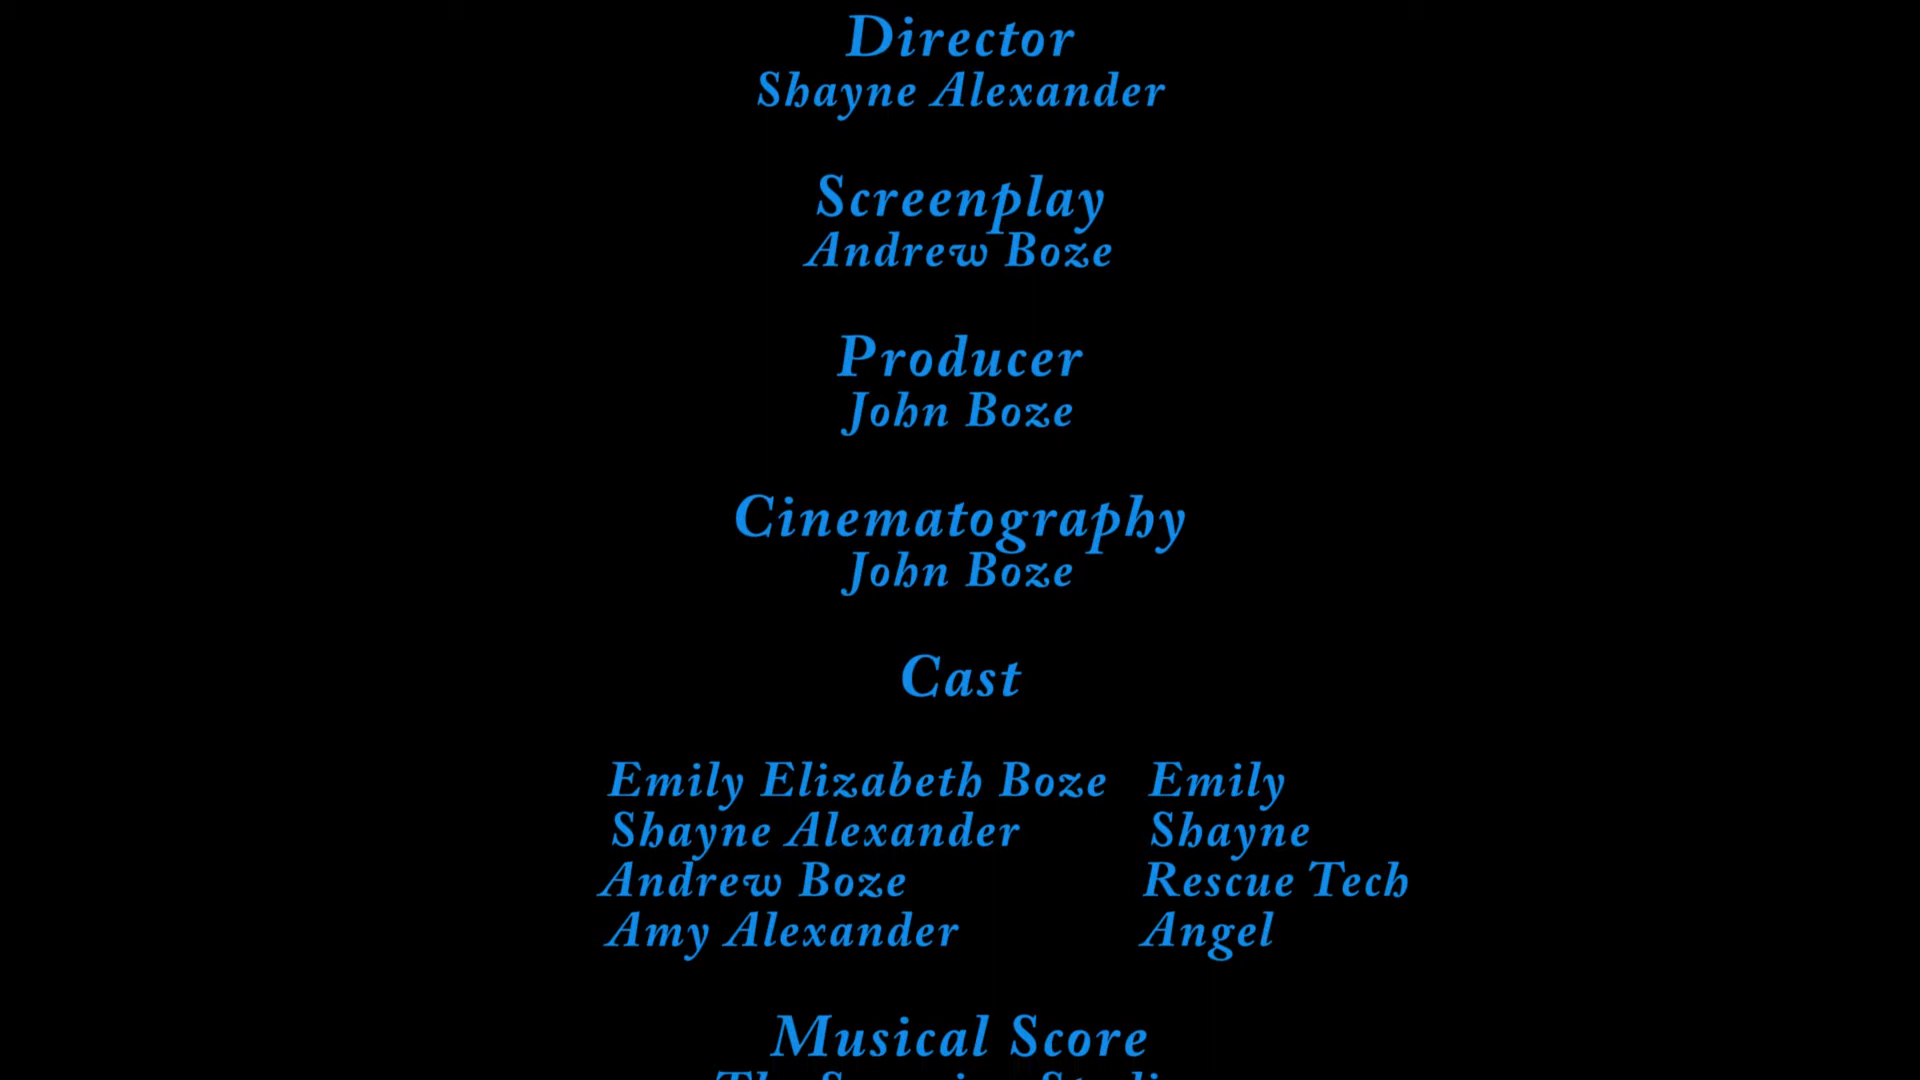 Director
Shayne Alexander
Screenplay
Andrew Boze
Producer
John Boze
Cinematography
John Boze
Cast
Emily Elizabeth Boze Emily
Shayne Alexander Shayne
Andrew Boze Rescue Tech
Amy Alexander Angel
Musical Score